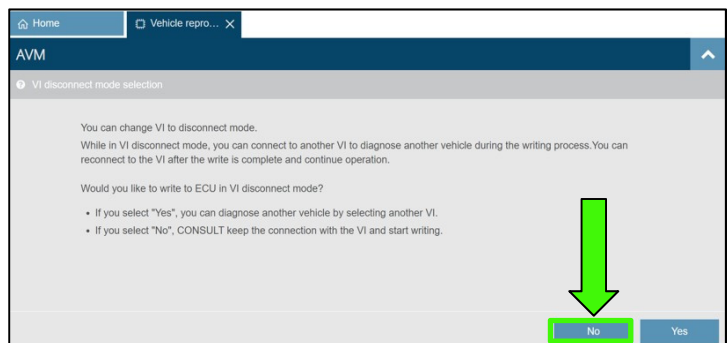 Home
Vehicle repro...
AVM
VI disconnect mode selection
You can change VI to disconnect mode.
While in VI disconnect mode, you can connect to another VI to diagnose another vehicle during the writing process.You can
reconnect to the VI after the write is complete and continue operation.
Would you like to write to ECU in VI disconnect mode?
• If you select "Yes", you can diagnose another vehicle by selecting another VI.
• If you select "No", CONSULT keep the connection with the VI and start writing.
No
Yes